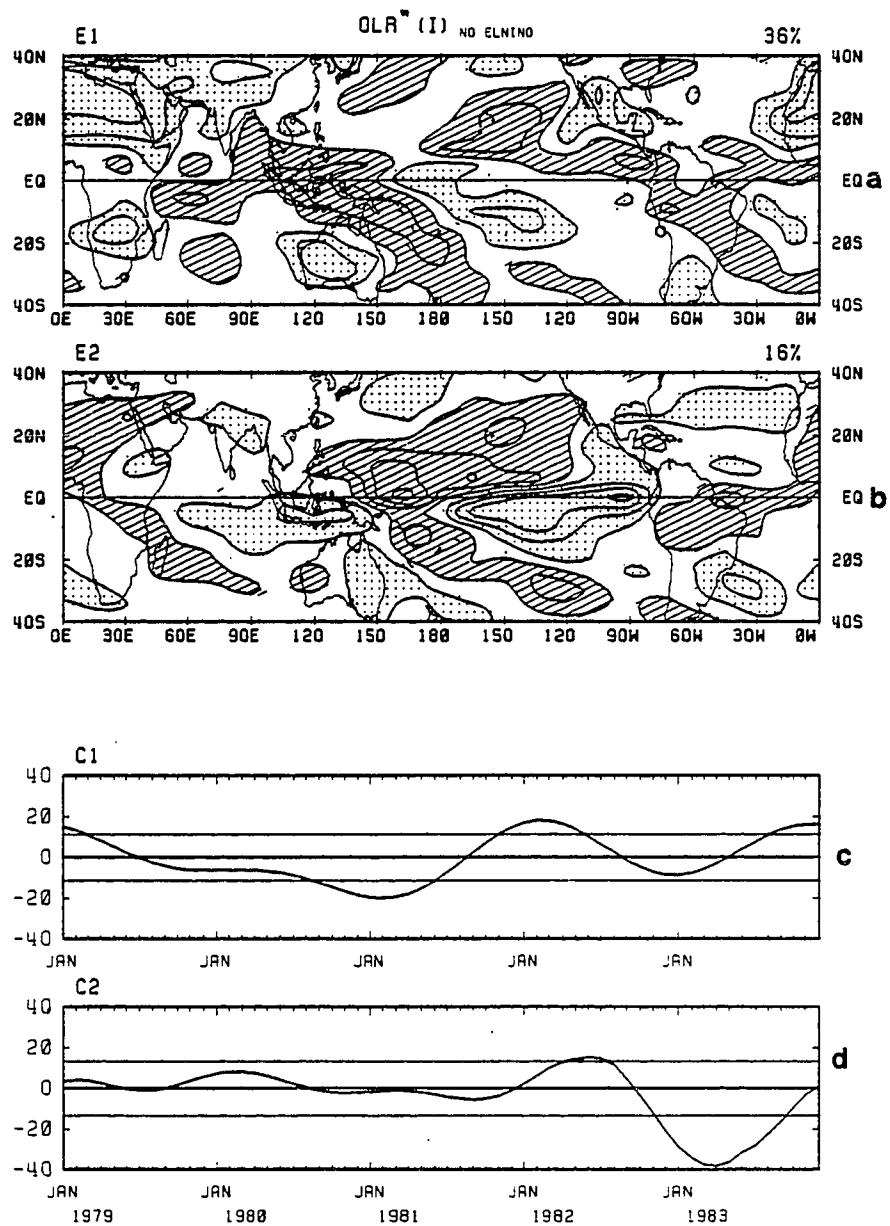 OLR* (I) NO ELNINO
E1 36%
40N 40N
20N 20N
EQ EQ a
20S 20S
40S 40S
0E 30E 60E 90E 120 150 180 150 120 90W 60W 30W 0W
E2 16%
40N 40N
20N 20N
EQ EQ b
20S 20S
40S 40S
0E 30E 60E 90E 120 150 180 150 120 90W 60W 30W 0W
C1
40
20
0 c
-20
-40
JAN JAN JAN JAN JAN
C2
40
20 d
0
-20
-40
JAN JAN JAN JAN JAN
1979 1980 1981 1982 1983